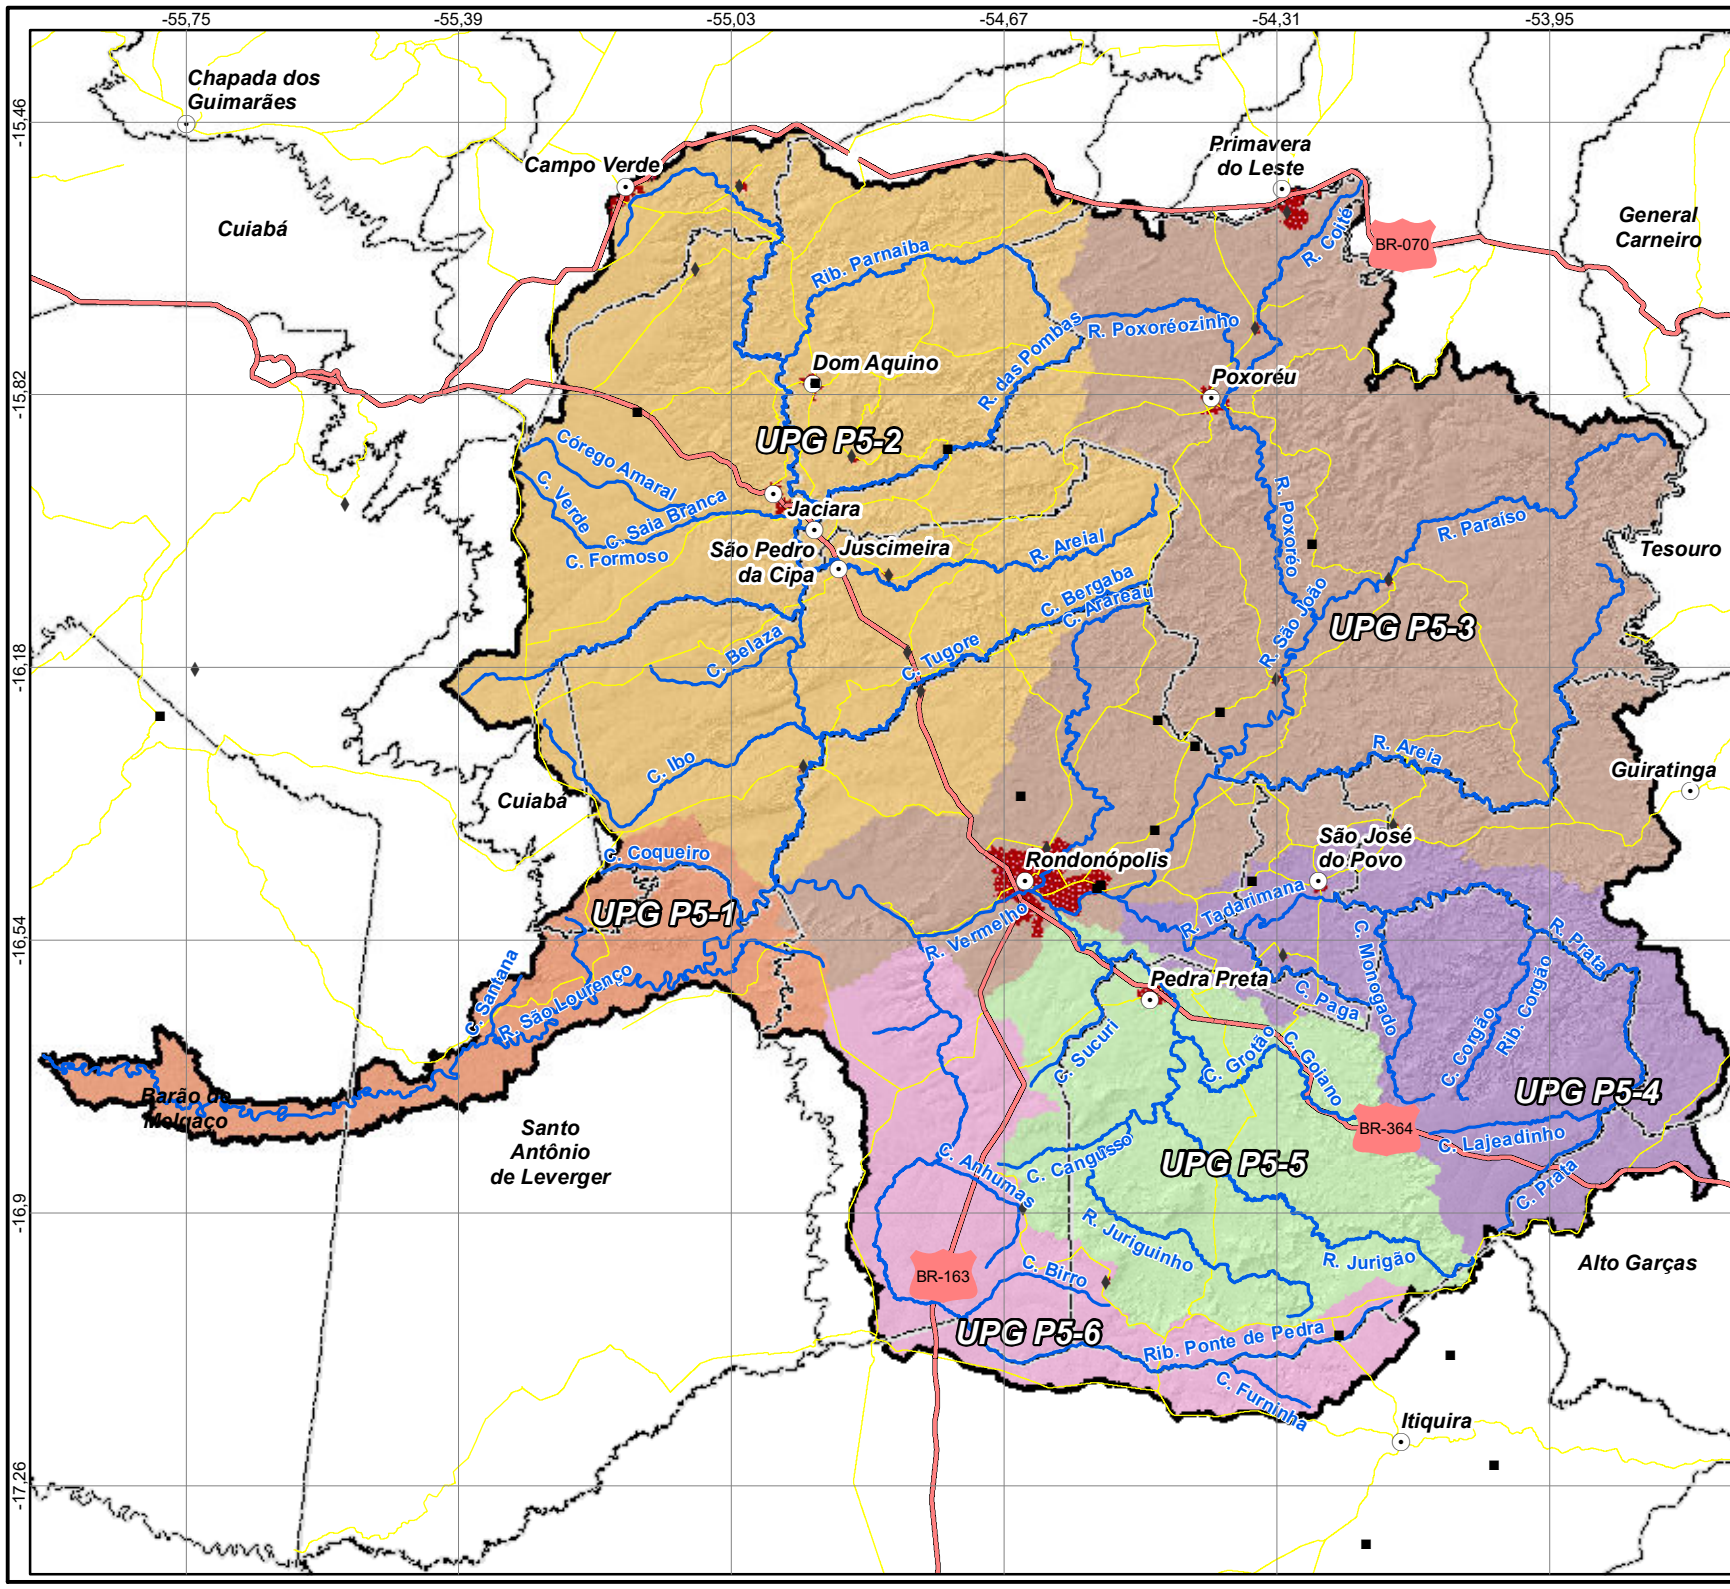 -55,75
-55,39
-55,03
-54,67
-54,31
-53,95
-15,46
-15,82
-16,18
-16,54
-16,9
-17,26
Chapada dos
Guimarães
Campo Verde
Primavera
do Leste
Cuiabá
General
Carneiro
BR-070
R. Coité
Rib. Parnaiba
R. das Pombas
R. Poxoréozinho
Dom Aquino
Poxoréu
UPG P5-2
Córego Amaral
C. Verde
C. Saia Branca
C. Formoso
Jaciara
São Pedro
da Cipa
Juscimeira
R. Areial
R. Poxoréo
R. Paraíso
Tesouro
C. Bergaba
C. Arareau
R. São João
UPG P5-3
C. Belaza
C. Tugore
C. Ibo
R. Areia
Guiratinga
Cuiabá
São José
do Povo
C. Coqueiro
Rondonópolis
UPG P5-1
R. Vermelho
R. Tadarimana
C. Monogado
R. Prata
C. Santana
R. São Lourenço
Pedra Preta
C. Paga
C. Corgão
Rib. Corgão
C. Sucuri
C. Grotão
C. Goiano
UPG P5-4
Barão do
Melgaço
Santo
Antônio
de Leverger
BR-364
C. Lajeadinho
C. Anhumas
C. Cangusso
UPG P5-5
C. Prata
R. Juriguinho
R. Jurigão
Alto Garças
BR-163
C. Birro
UPG P5-6
Rib. Ponte de Pedra
C. Furninha
Itiquira